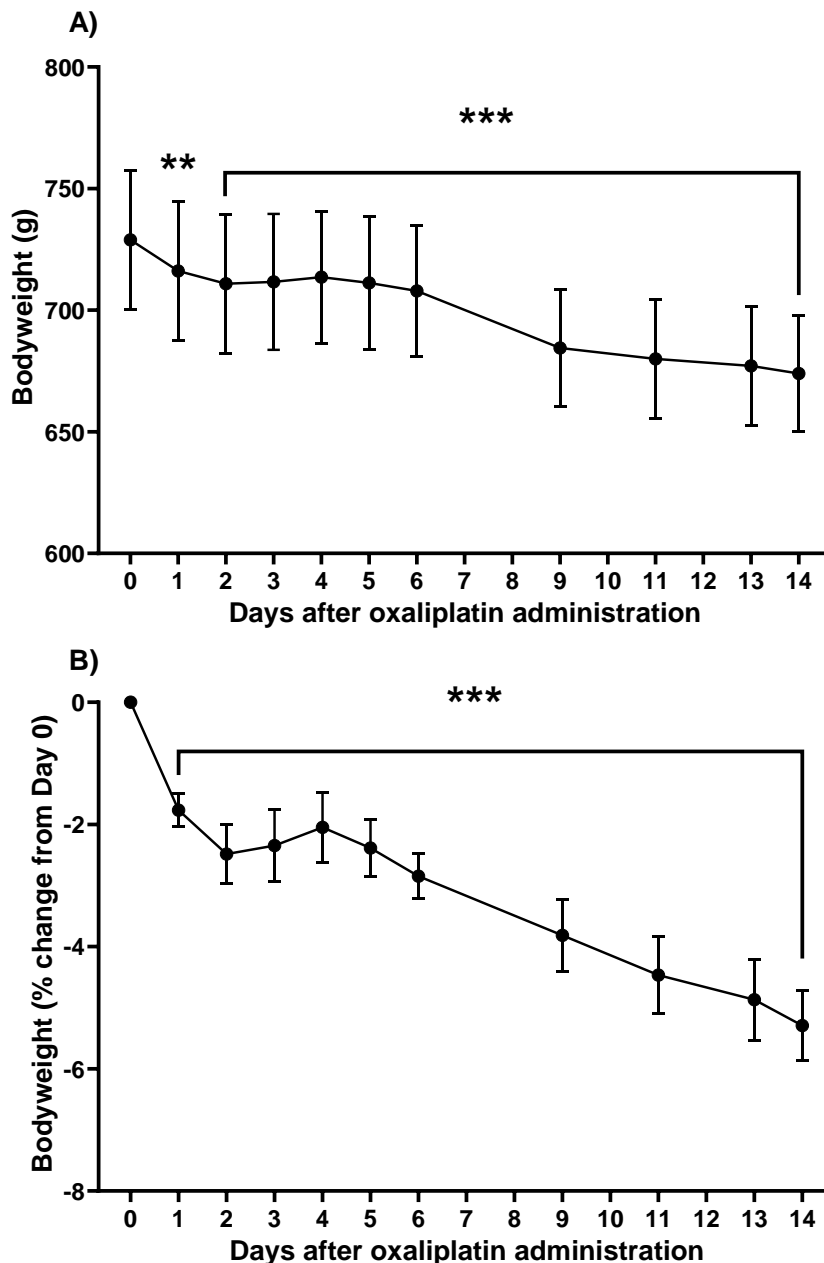 A)
800
750
700
650
600
Bodyweight (g)
**
***
0 1 2 3 4 5 6 7 8 9 10 11 12 13 14
Days after oxaliplatin administration
B)
0
-2
-4
-6
-8
Bodyweight (% change from Day 0)
***
0 1 2 3 4 5 6 7 8 9 10 11 12 13 14
Days after oxaliplatin administration